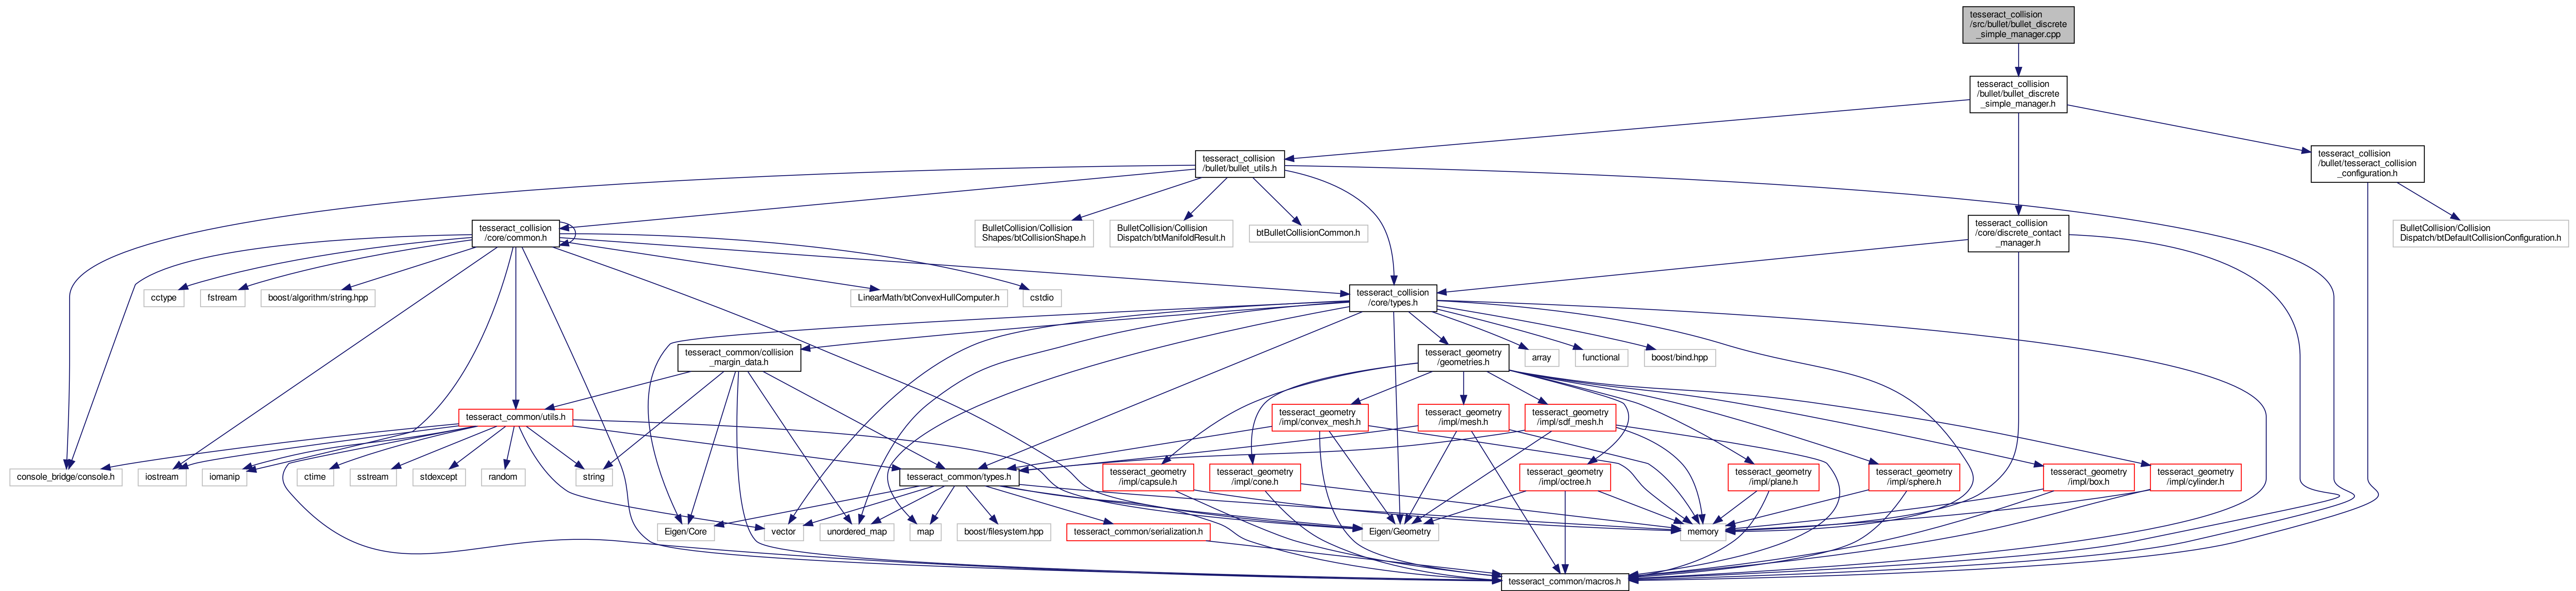 tesseract_collision
/src/bullet/bullet_discrete
_simple_manager.cpp
tesseract_collision
/bullet/bullet_discrete
_simple_manager.h
tesseract_collision
/bullet/bullet_utils.h
tesseract_collision
/bullet/tesseract_collision
_configuration.h
tesseract_collision
/core/common.h
BulletCollision/Collision
Shapes/btCollisionShape.h
BulletCollision/Collision
Dispatch/btManifoldResult.h
btBulletCollisionCommon.h
tesseract_collision
/core/discrete_contact
_manager.h
BulletCollision/Collision
Dispatch/btDefaultCollisionConfiguration.h
cctype
fstream
boost/algorithm/string.hpp
LinearMath/btConvexHullComputer.h
cstdio
tesseract_collision
/core/types.h
tesseract_common/collision
_margin_data.h
tesseract_geometry
/geometries.h
array
functional
boost/bind.hpp
tesseract_common/utils.h
tesseract_geometry
/impl/convex_mesh.h
tesseract_geometry
/impl/mesh.h
tesseract_geometry
/impl/sdf_mesh.h
console_bridge/console.h
iostream
iomanip
ctime
sstream
stdexcept
random
string
tesseract_common/types.h
tesseract_geometry
/impl/capsule.h
tesseract_geometry
/impl/cone.h
tesseract_geometry
/impl/octree.h
tesseract_geometry
/impl/plane.h
tesseract_geometry
/impl/sphere.h
tesseract_geometry
/impl/box.h
tesseract_geometry
/impl/cylinder.h
Eigen/Core
vector
unordered_map
map
boost/filesystem.hpp
tesseract_common/serialization.h
Eigen/Geometry
memory
tesseract_common/macros.h